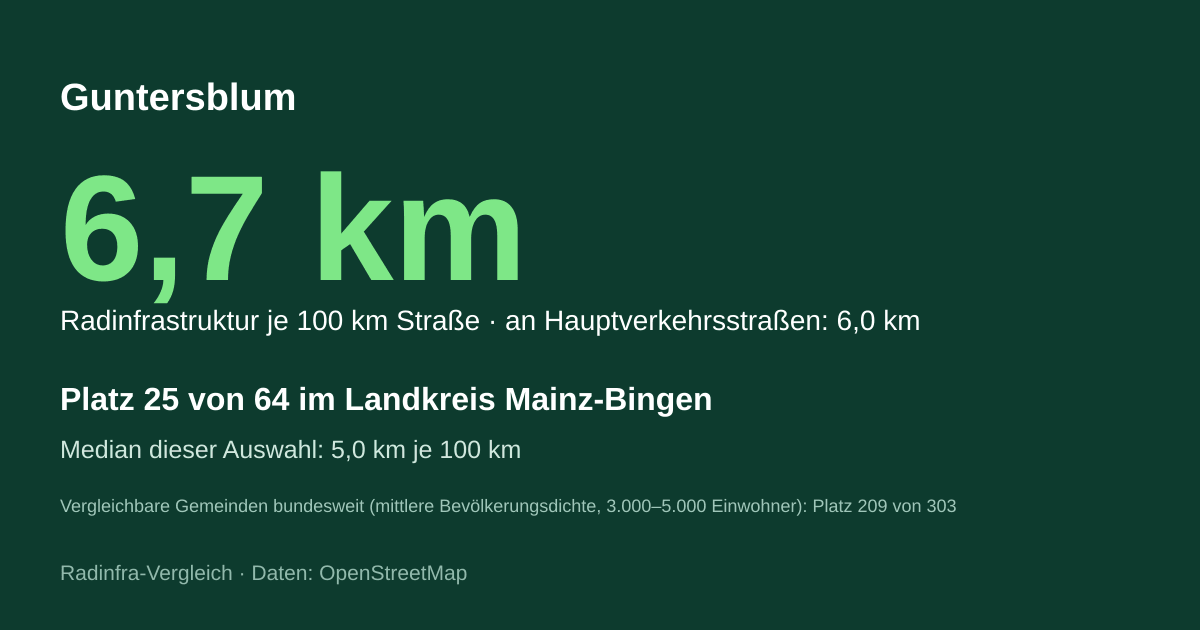 Guntersblum
6,7 km
Radinfrastruktur je 100 km Straße · an Hauptverkehrsstraßen: 6,0 km
Platz 25 von 64 im Landkreis Mainz-Bingen
Median dieser Auswahl: 5,0 km je 100 km
Vergleichbare Gemeinden bundesweit (mittlere Bevölkerungsdichte, 3.000–5.000 Einwohner): Platz 209 von 303
Radinfra-Vergleich · Daten: OpenStreetMap